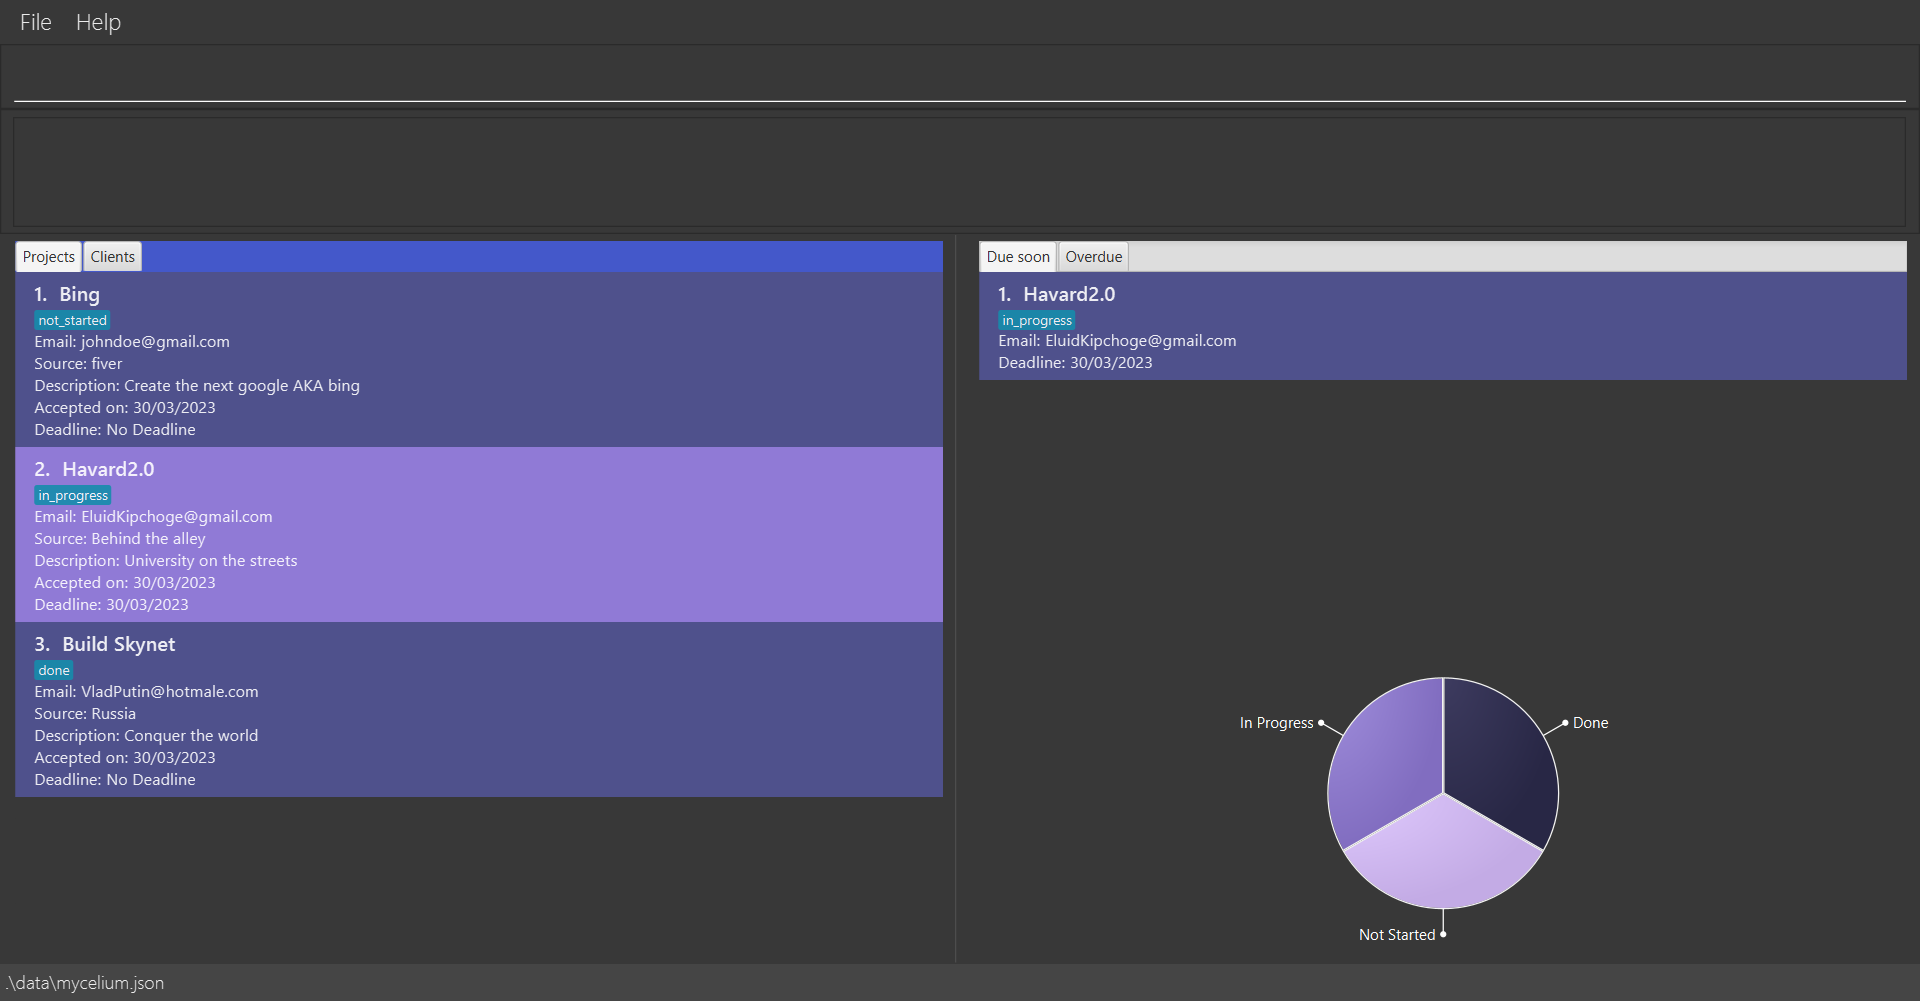 File Help
Projects Clients
1. Bing
not_started
Email: johndoe@gmail.com
Source: fiver
Description: Create the next google AKA bing
Accepted on: 30/03/2023
Deadline: No Deadline
2. Havard2.0
in_progress
Email: EluidKipchoge@gmail.com
Source: Behind the alley
Description: University on the streets
Accepted on: 30/03/2023
Deadline: 30/03/2023
3. Build Skynet
done
Email: VladPutin@hotmale.com
Source: Russia
Description: Conquer the world
Accepted on: 30/03/2023
Deadline: No Deadline
Due soon Overdue
1. Havard2.0
in_progress
Email: EluidKipchoge@gmail.com
Deadline: 30/03/2023
In Progress
Done
Not Started
.\data\mycelium.json